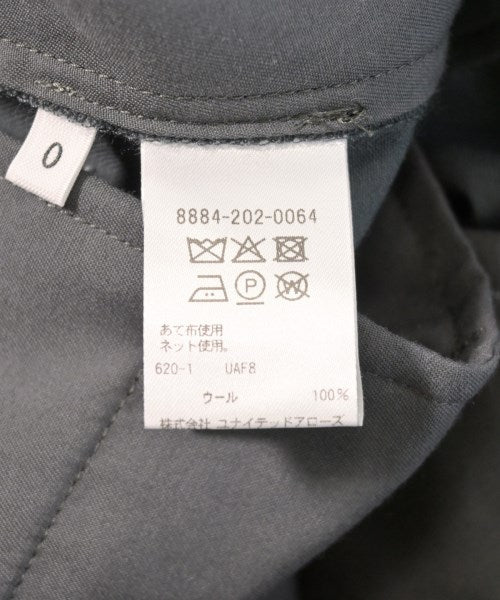 0
8884-202-0064
P
W
あて布使用
ネット使用。
620-1 UAF8
ウール 100%
株式会社 ユナイテッドアローズ